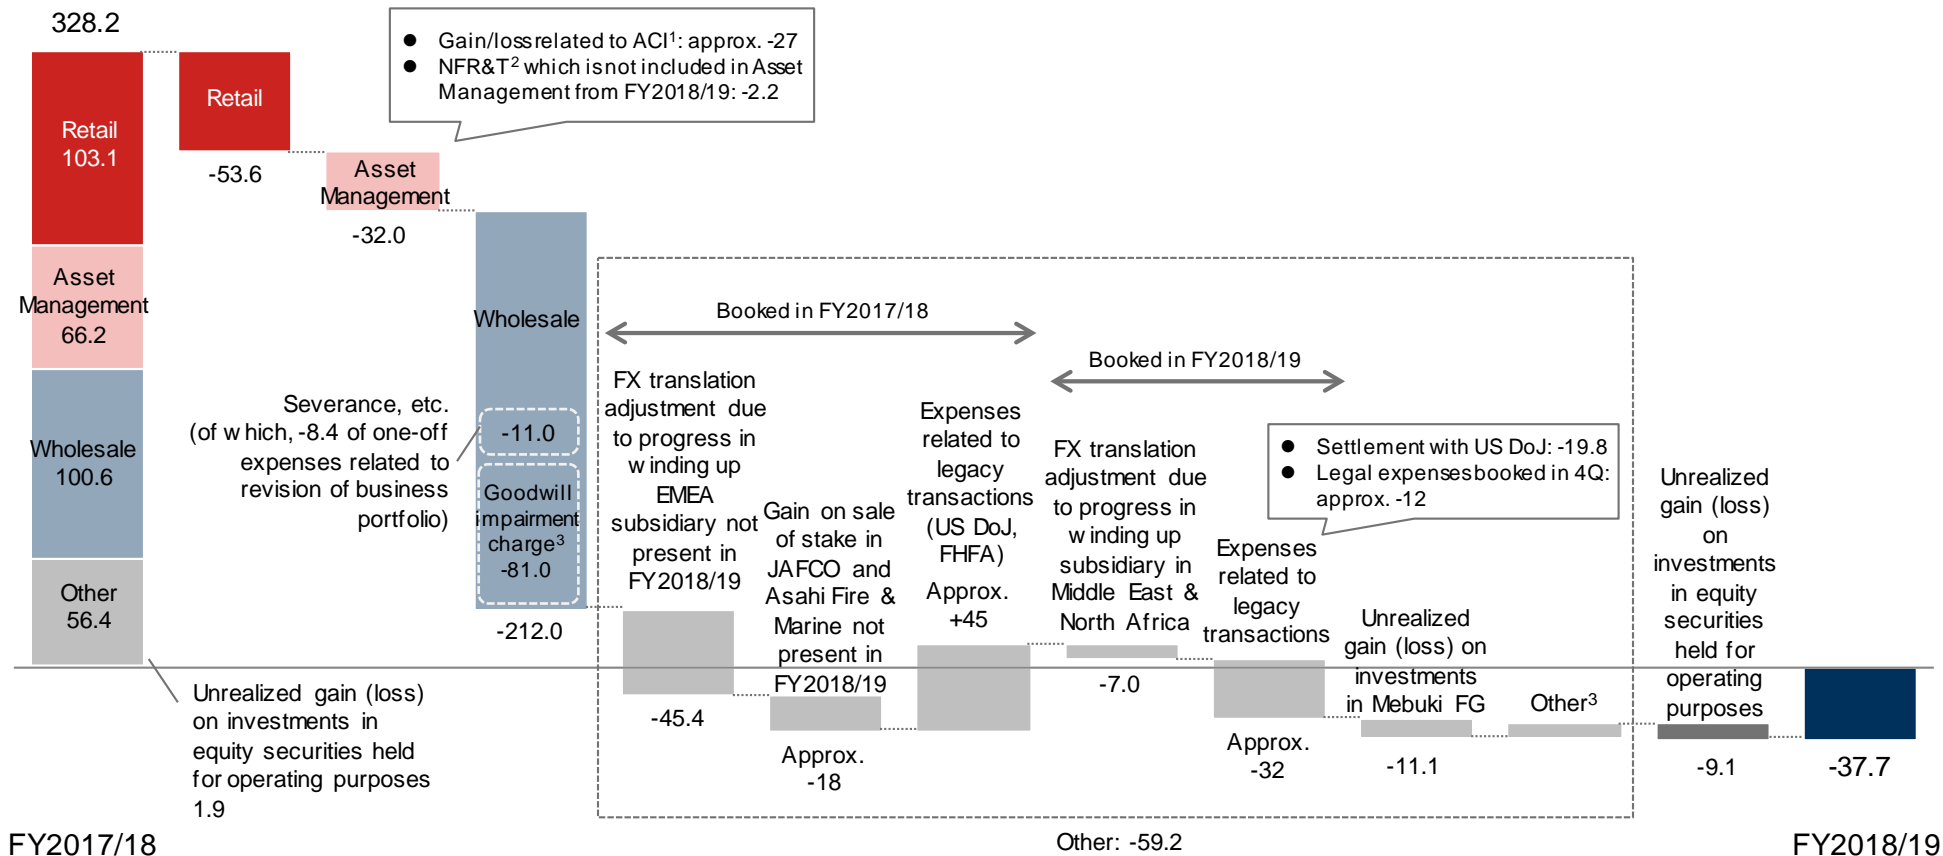 328.2
Retail
103.1
Asset
Management
66.2
Wholesale
100.6
Other
56.4
Unrealized gain (loss)
on investments in
equity securities held
for operating purposes
1.9
FY2017/18
Retail
-53.6
● Gain/loss related to ACI¹: approx. -27
● NFR&T² which is not included in Asset
Management from FY2018/19: -2.2
Asset
Management
-32.0
Wholesale
Severance, etc.
(of which, -8.4 of one-off
expenses related to
revision of business
portfolio)
-11.0
Goodwill
impairment
charge³
-81.0
-212.0
Booked in FY2017/18
FX translation
adjustment due
to progress in
winding up
EMEA
subsidiary not
present in
FY2018/19
-45.4
Gain on sale
of stake in
JAFCO and
Asahi Fire &
Marine not
present in
FY2018/19
Approx.
-18
Expenses
related to
legacy
transactions
(US DoJ,
FHFA)
Approx.
+45
Booked in FY2018/19
FX translation
adjustment due
to progress in
winding up
subsidiary in
Middle East &
North Africa
-7.0
● Settlement with US DoJ: -19.8
● Legal expenses booked in 4Q:
approx. -12
Expenses
related to
legacy
transactions
Approx.
-32
Unrealized
gain (loss) on
investments
in Mebuki FG
-11.1
Other³
Other: -59.2
Unrealized
gain (loss)
on
investments
in equity
securities
held for
operating
purposes
-9.1
-37.7
FY2018/19